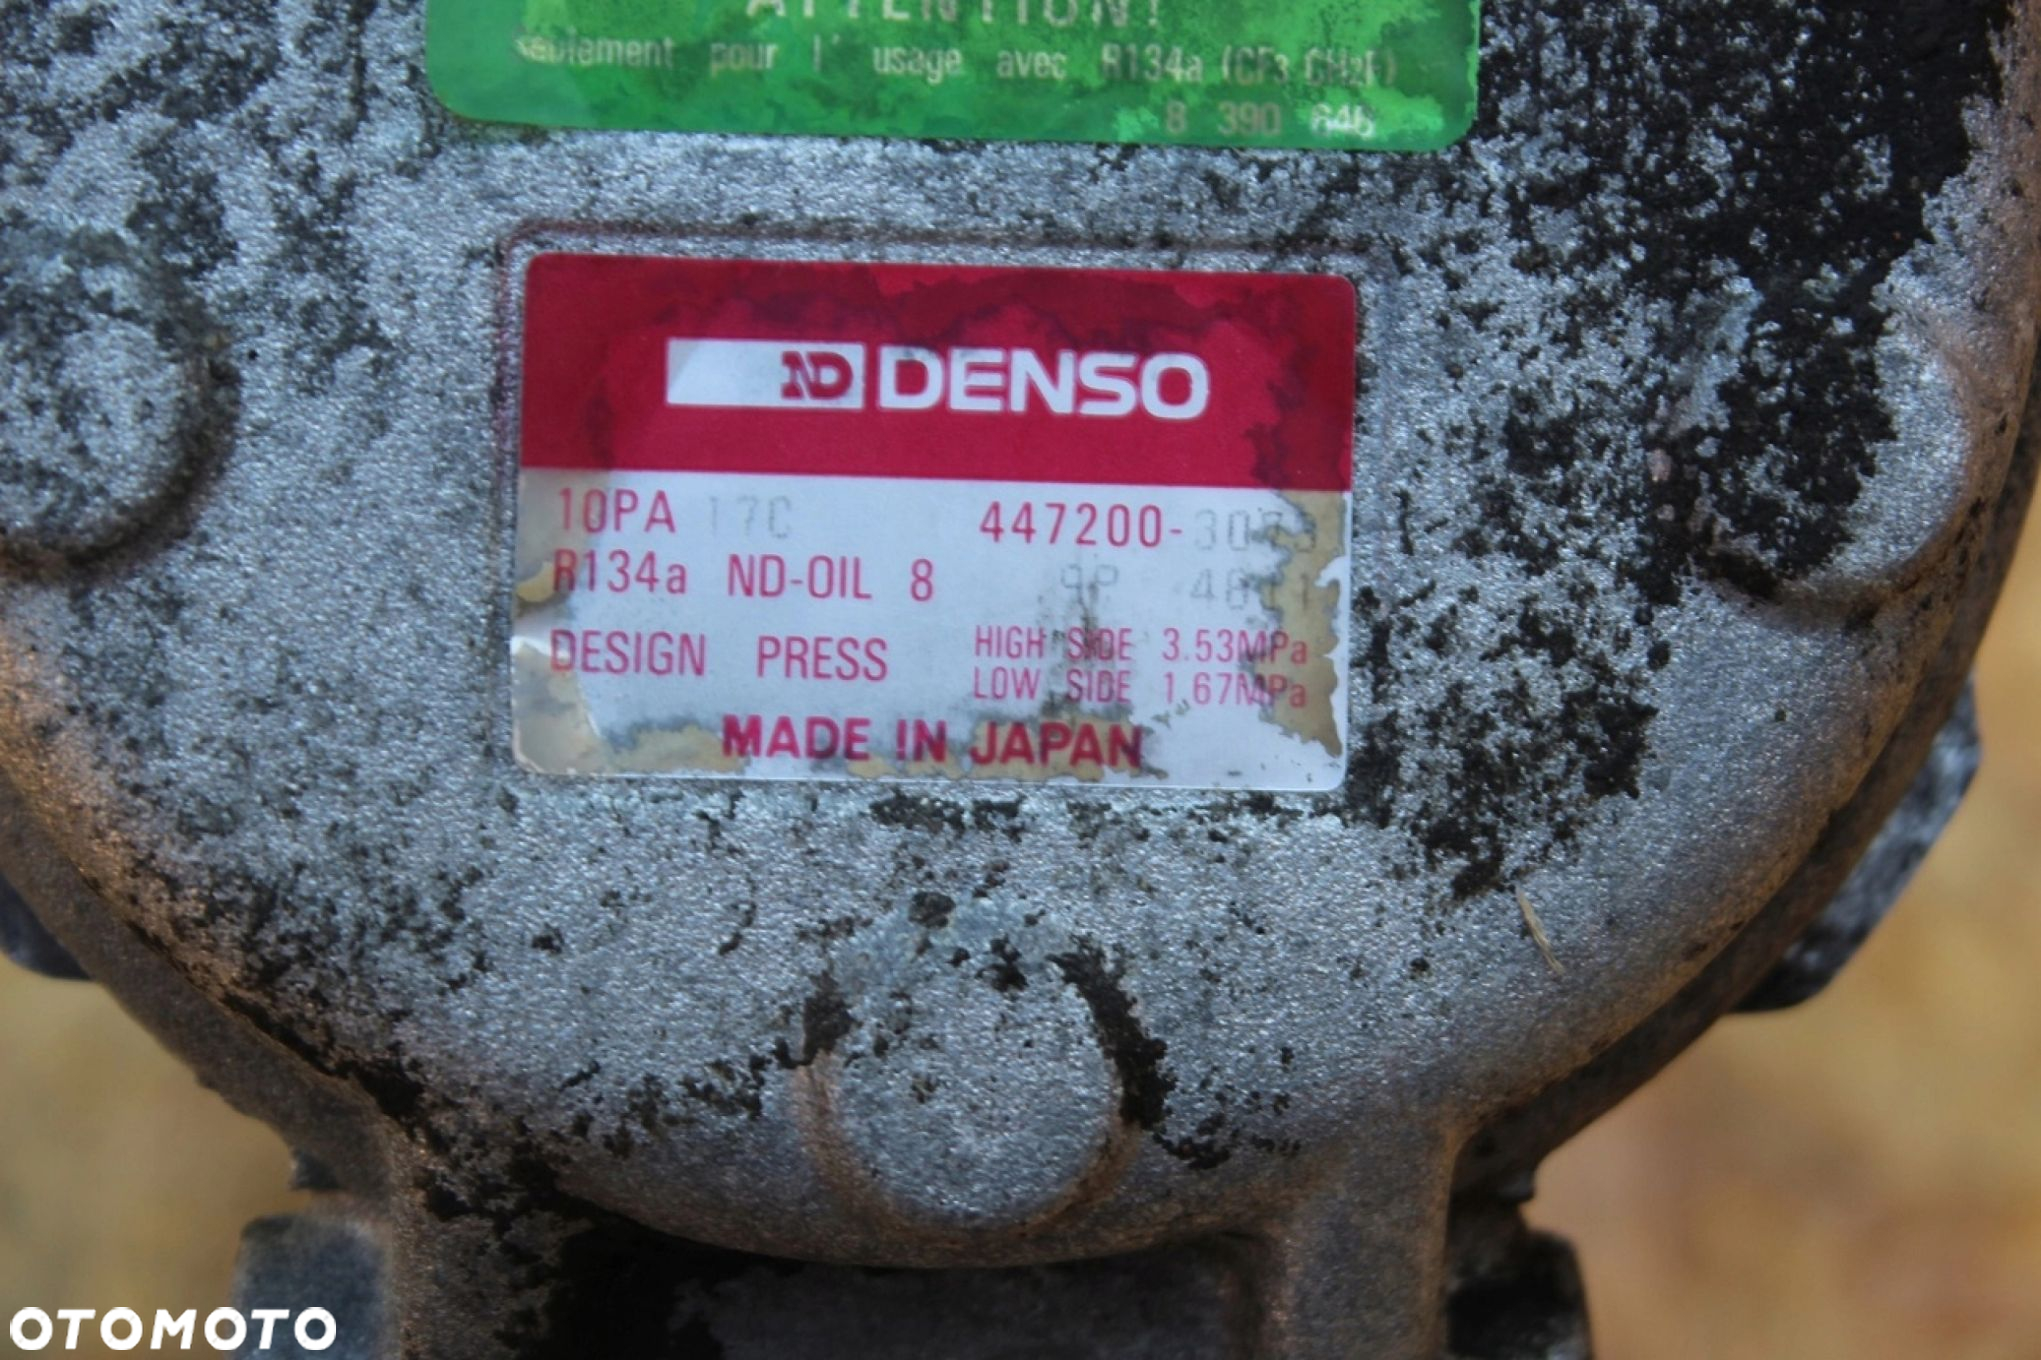 ATTENTION!
Seulement pour l' usage avec R134a (CF3 CH2F)
8 390 646
ND DENSO
10PA 17C 447200-
R134a ND-OIL 8
DESIGN PRESS HIGH SIDE 3.53MPa
LOW SIDE 1.67MPa
MADE IN JAPAN
OTOMOTO